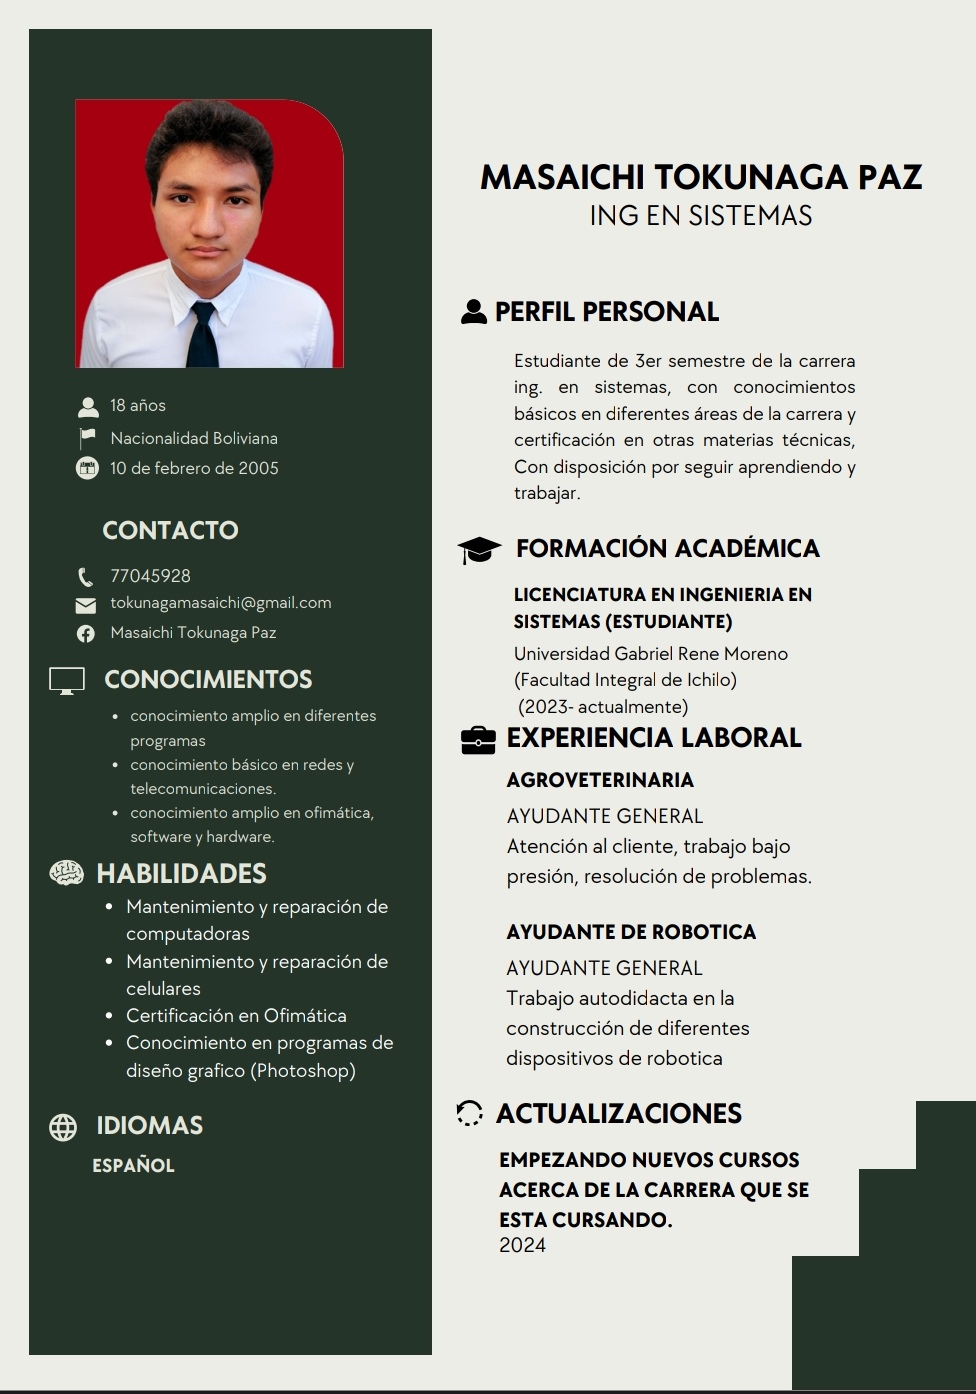 18 años
Nacionalidad Boliviana
10 de febrero de 2005
CONTACTO
77045928
tokunagamasaichi@gmail.com
Masaichi Tokunaga Paz
CONOCIMIENTOS
• conocimiento amplio en diferentes
programas
• conocimiento básico en redes y
telecomunicaciones.
• conocimiento amplio en ofimática,
software y hardware.
HABILIDADES
• Mantenimiento y reparación de
computadoras
• Mantenimiento y reparación de
celulares
• Certificación en Ofimática
• Conocimiento en programas de
diseño grafico (Photoshop)
IDIOMAS
ESPAÑOL
MASAICHI TOKUNAGA PAZ
ING EN SISTEMAS
PERFIL PERSONAL
Estudiante de 3er semestre de la carrera
ing. en sistemas, con conocimientos
básicos en diferentes áreas de la carrera y
certificación en otras materias técnicas,
Con disposición por seguir aprendiendo y
trabajar.
FORMACIÓN ACADÉMICA
LICENCIATURA EN INGENIERIA EN
SISTEMAS (ESTUDIANTE)
Universidad Gabriel Rene Moreno
(Facultad Integral de Ichilo)
(2023- actualmente)
EXPERIENCIA LABORAL
AGROVETERINARIA
AYUDANTE GENERAL
Atención al cliente, trabajo bajo
presión, resolución de problemas.
AYUDANTE DE ROBOTICA
AYUDANTE GENERAL
Trabajo autodidacta en la
construcción de diferentes
dispositivos de robotica
ACTUALIZACIONES
EMPEZANDO NUEVOS CURSOS
ACERCA DE LA CARRERA QUE SE
ESTA CURSANDO.
2024